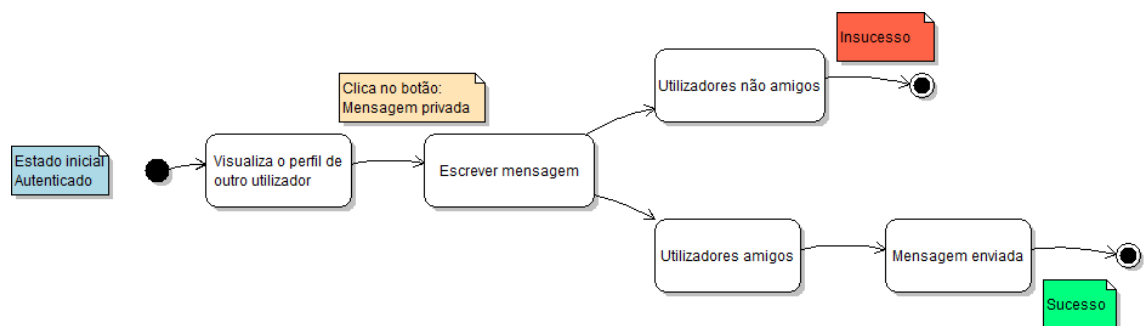 Insucesso
Clica no botão:
Mensagem privada
Utilizadores não amigos
Estado inicial
Autenticado
Visualiza o perfil de
outro utilizador
Escrever mensagem
Utilizadores amigos
Mensagem enviada
Sucesso